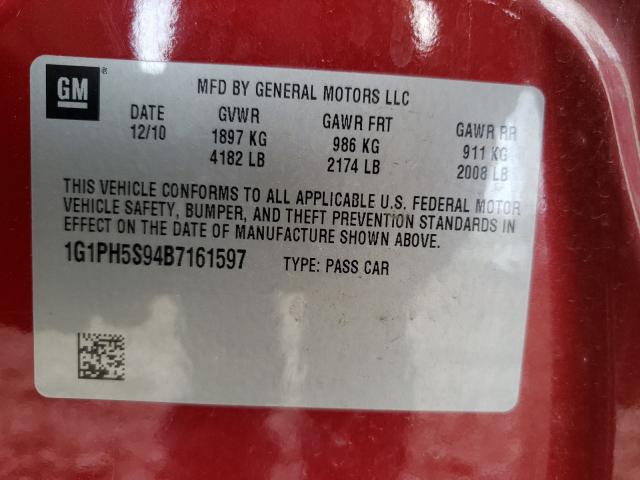 GM ®
MFD BY GENERAL MOTORS LLC
DATE GVWR GAWR FRT GAWR RR
12/10 1897 KG 986 KG 911 KG
4182 LB 2174 LB 2008 LB
THIS VEHICLE CONFORMS TO ALL APPLICABLE U.S. FEDERAL MOTOR
VEHICLE SAFETY, BUMPER, AND THEFT PREVENTION STANDARDS IN
EFFECT ON THE DATE OF MANUFACTURE SHOWN ABOVE.
1G1PH5S94B7161597 TYPE: PASS CAR